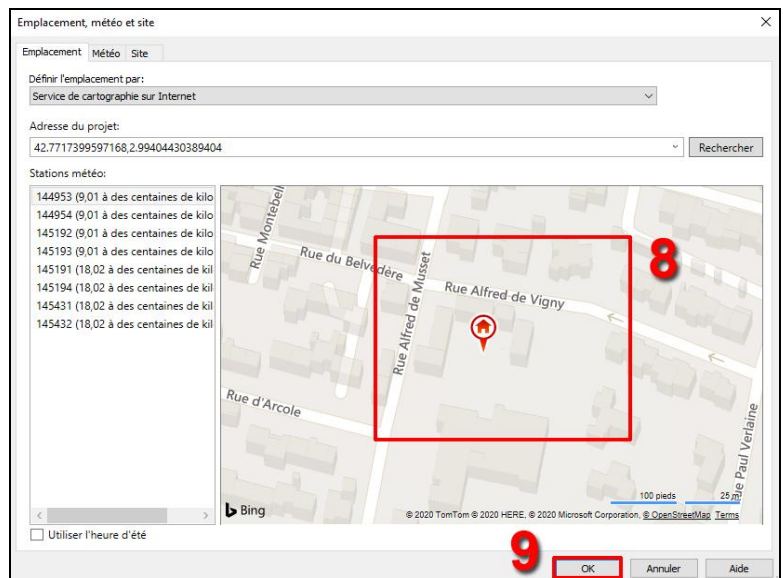 Emplacement, météo et site
Emplacement Météo Site
Définir l'emplacement par:
Service de cartographie sur Internet
Adresse du projet:
42.7717399597168,2.99404430389404
Rechercher
Stations météo:
144953 (9,01 à des centaines de kilo
144954 (9,01 à des centaines de kilo
145192 (9,01 à des centaines de kilo
145193 (9,01 à des centaines de kilo
145191 (18,02 à des centaines de kil
145194 (18,02 à des centaines de kil
145431 (18,02 à des centaines de kil
145432 (18,02 à des centaines de kil
Rue Montebell
Rue du Belvédère
Rue Alfred de Musset
Rue Alfred de Vigny
8
Rue d'Arcole
Rue Paul Verlaine
100 pieds 25 m
Bing
© 2020 TomTom © 2020 HERE, © 2020 Microsoft Corporation, © OpenStreetMap Terms
Utiliser l'heure d'été
9
OK Annuler Aide